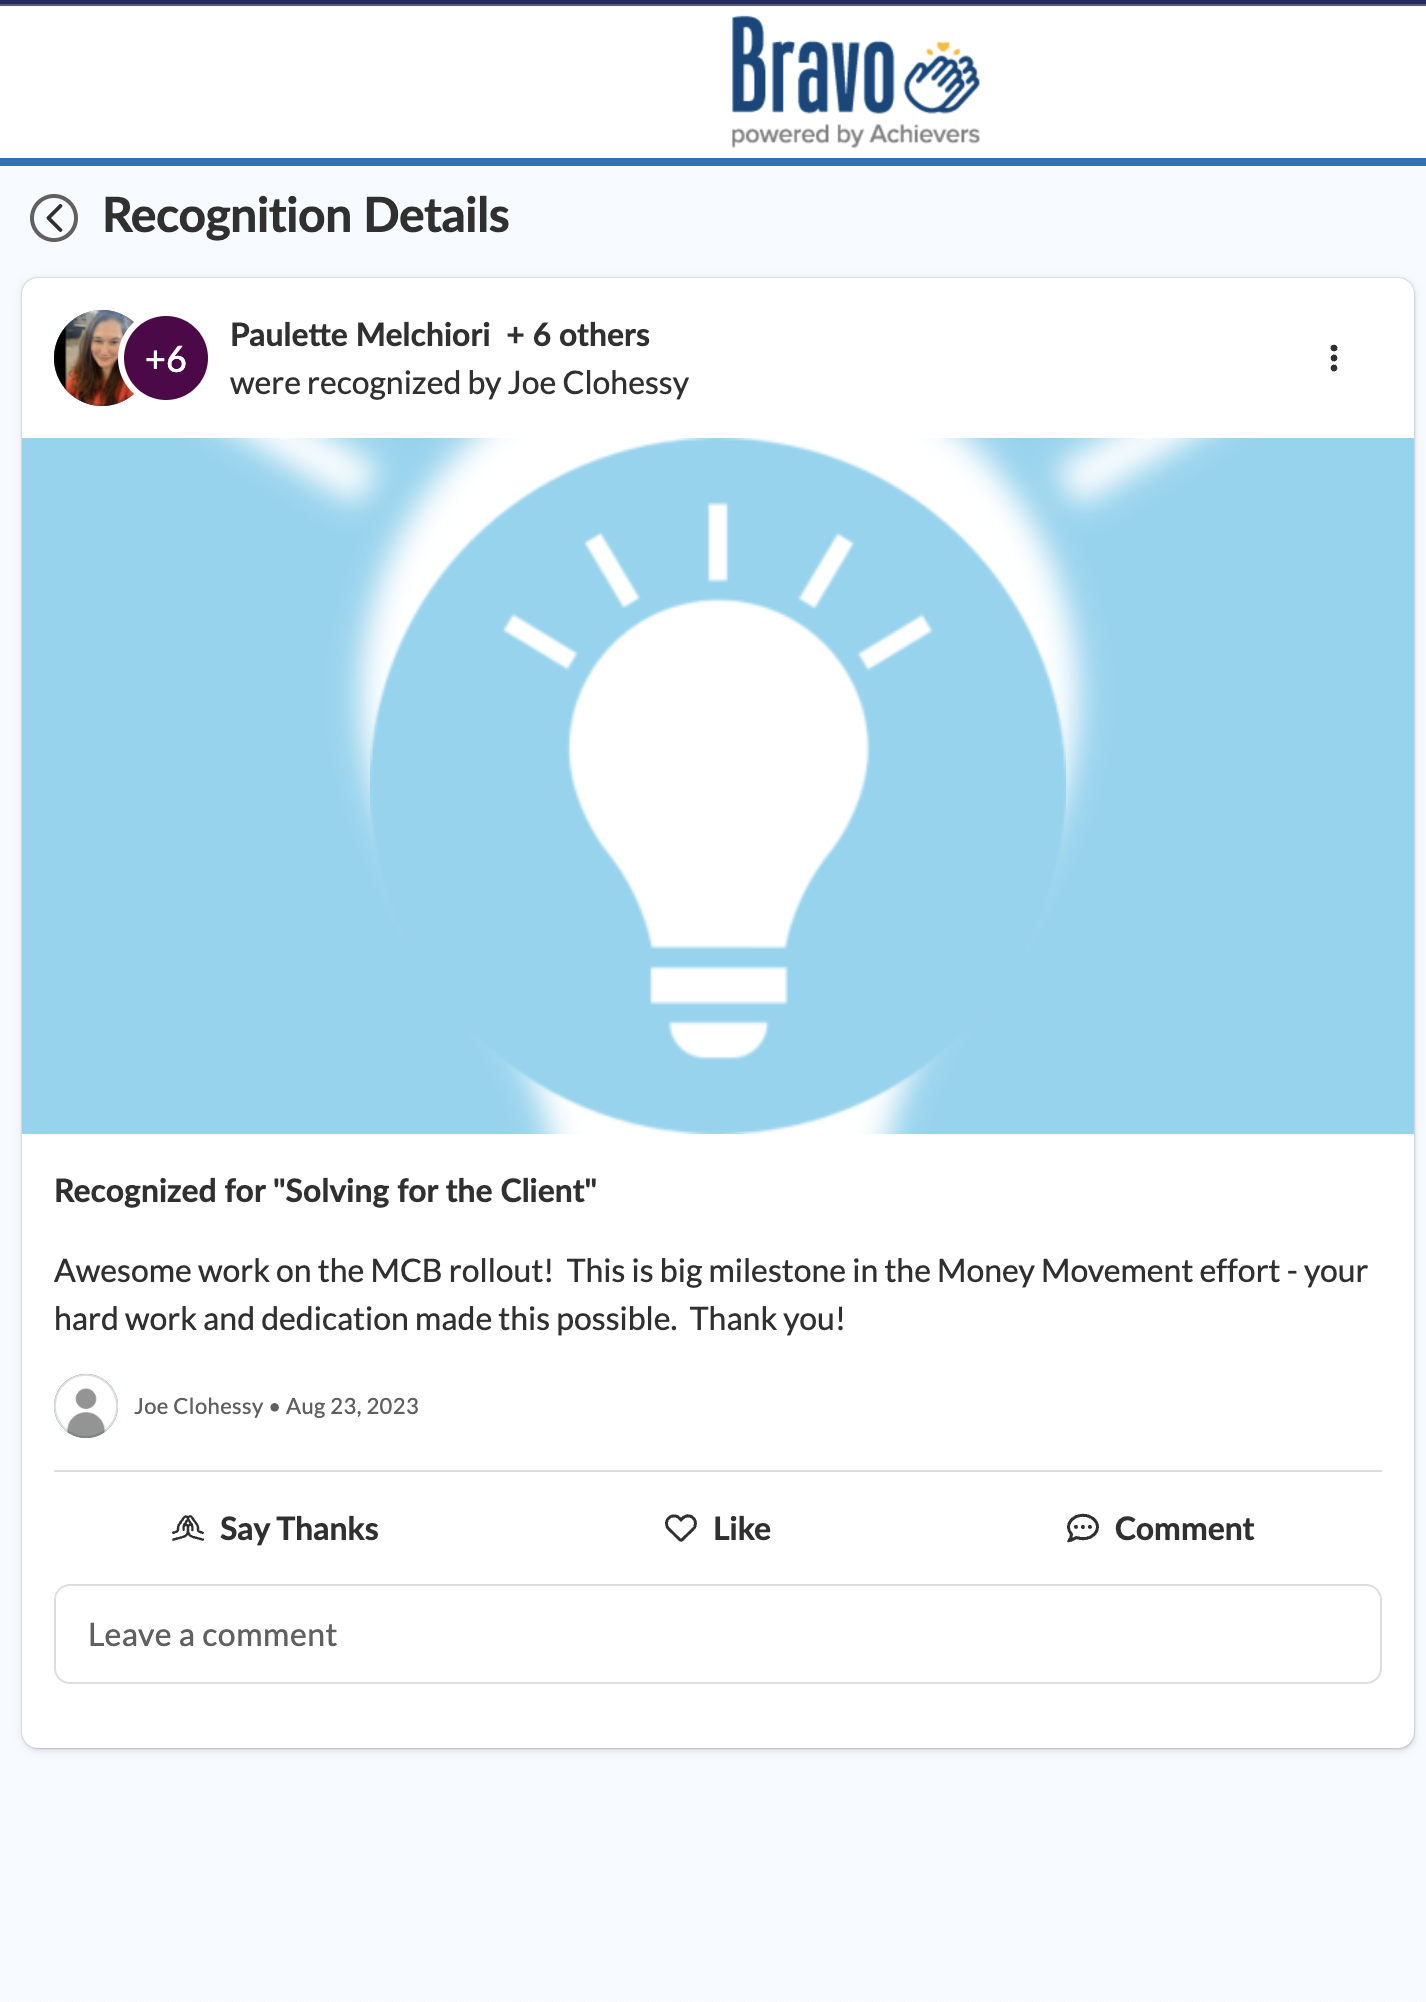 Bravo
powered by Achievers
Recognition Details
+6
Paulette Melchiori + 6 others
were recognized by Joe Clohessy
Recognized for "Solving for the Client"
Awesome work on the MCB rollout!  This is big milestone in the Money Movement effort - your
hard work and dedication made this possible.  Thank you!
Joe Clohessy • Aug 23, 2023
Say Thanks
Like
Comment
Leave a comment